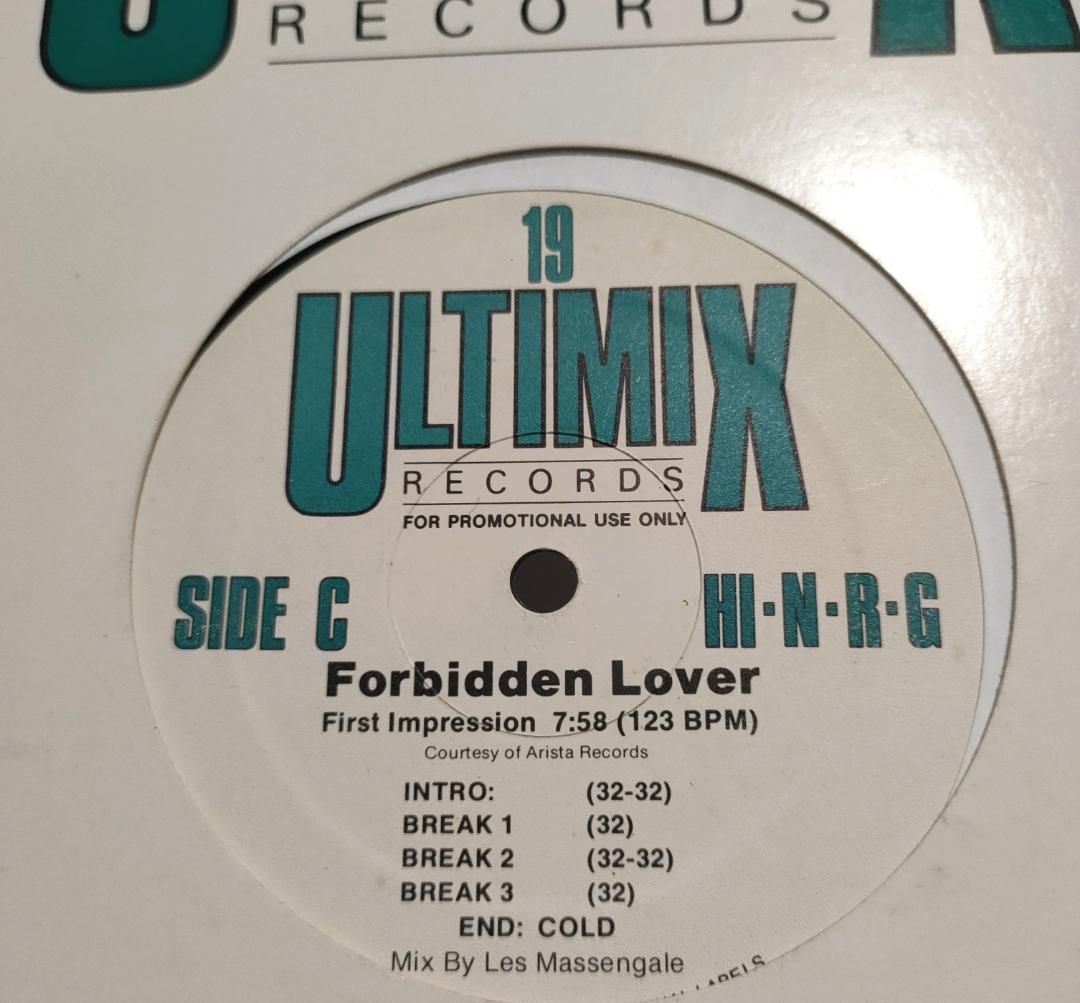 RECORDS
19
ULTIMIX
RECORDS
FOR PROMOTIONAL USE ONLY
SIDE C
HI·N·R·G
Forbidden Lover
First Impression 7:58 (123 BPM)
Courtesy of Arista Records
INTRO: (32-32)
BREAK 1 (32)
BREAK 2 (32-32)
BREAK 3 (32)
END: COLD
Mix By Les Massengale
LABELS